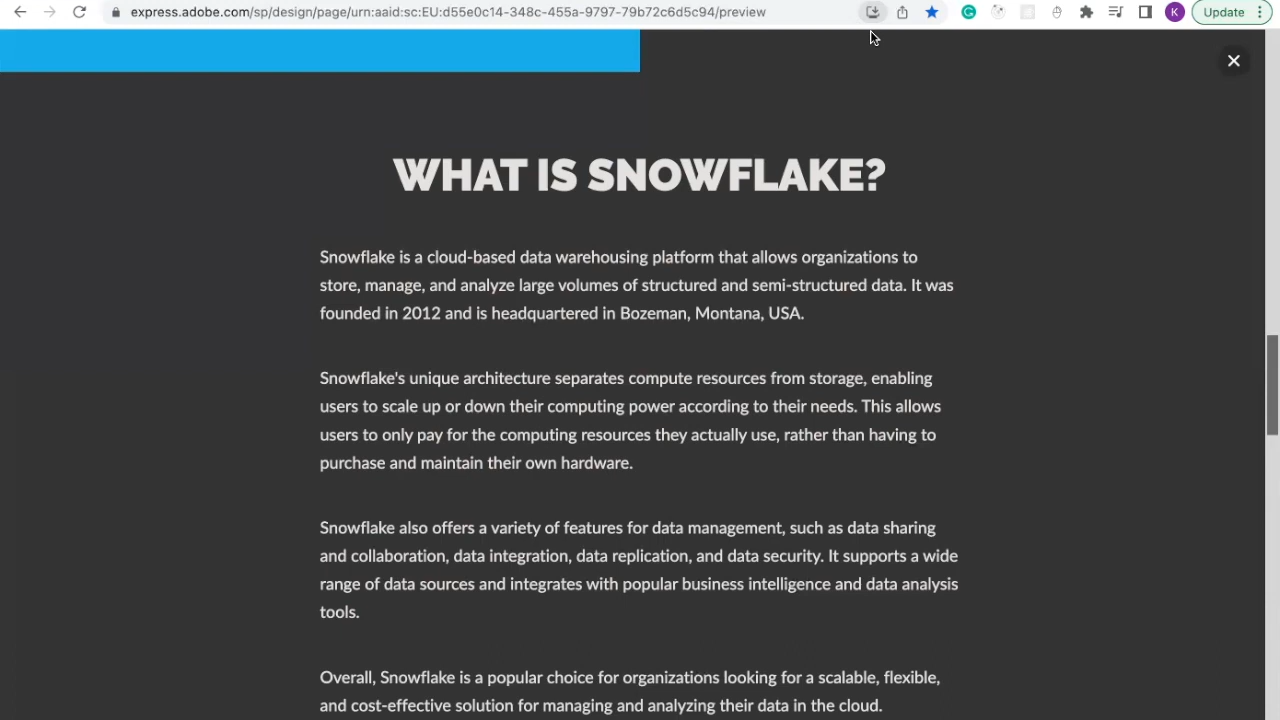 express.adobe.com/sp/design/page/urn:aaid:sc:EU:d55e0c14-348c-455a-9797-79b72c6d5c94/preview
K
Update
WHAT IS SNOWFLAKE?
Snowflake is a cloud-based data warehousing platform that allows organizations to
store, manage, and analyze large volumes of structured and semi-structured data. It was
founded in 2012 and is headquartered in Bozeman, Montana, USA.
Snowflake's unique architecture separates compute resources from storage, enabling
users to scale up or down their computing power according to their needs. This allows
users to only pay for the computing resources they actually use, rather than having to
purchase and maintain their own hardware.
Snowflake also offers a variety of features for data management, such as data sharing
and collaboration, data integration, data replication, and data security. It supports a wide
range of data sources and integrates with popular business intelligence and data analysis
tools.
Overall, Snowflake is a popular choice for organizations looking for a scalable, flexible,
and cost-effective solution for managing and analyzing their data in the cloud.